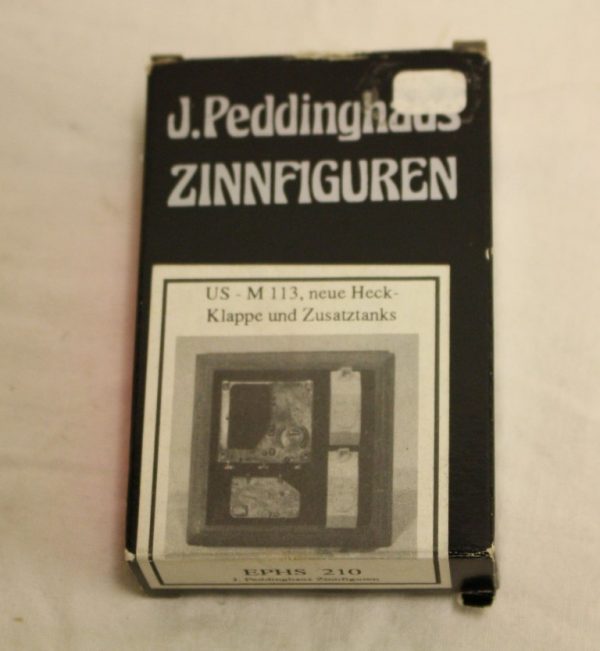 J.Peddinghaus
ZINNFIGUREN
US - M 113, neue Heck-
Klappe und Zusatztanks
EPHS 210
J. Peddinghaus Zinnfiguren